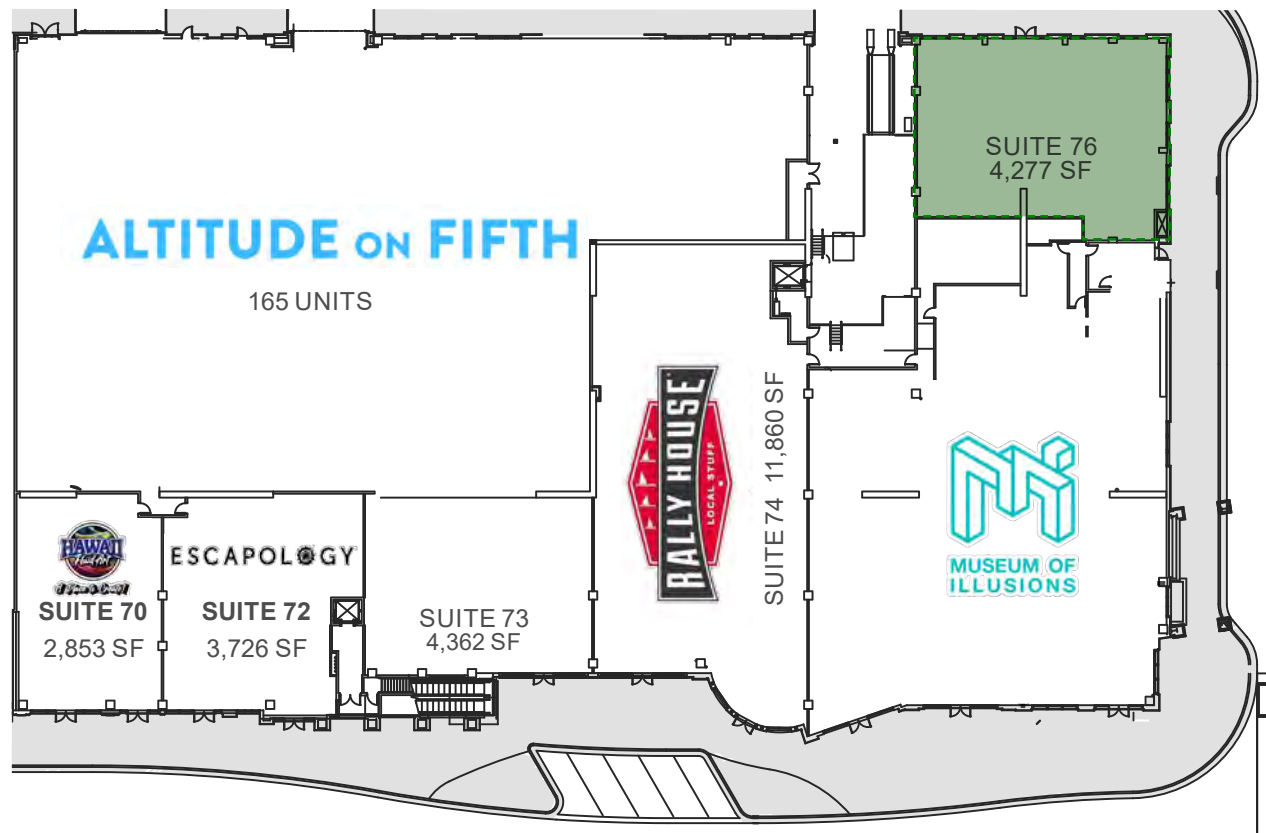 SUITE 76
4,277 SF
ALTITUDE ON FIFTH
165 UNITS
RALLY HOUSE
LOCAL STUFF
SUITE 74 11,860 SF
MUSEUM OF
ILLUSIONS
HAWAII
ESCAPOLOGY
SUITE 70
2,853 SF
SUITE 72
3,726 SF
SUITE 73
4,362 SF